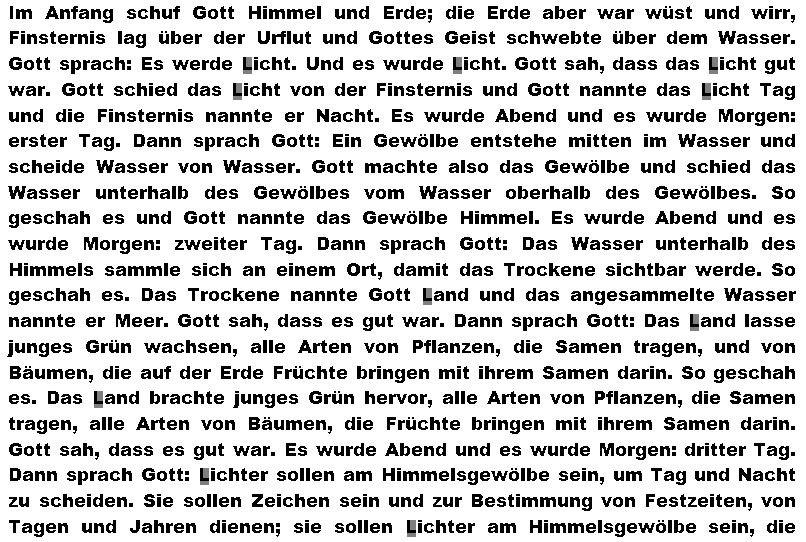 Im Anfang schuf Gott Himmel und Erde; die Erde aber war wüst und wirr,
Finsternis lag über der Urflut und Gottes Geist schwebte über dem Wasser.
Gott sprach: Es werde Licht. Und es wurde Licht. Gott sah, dass das Licht gut
war. Gott schied das Licht von der Finsternis und Gott nannte das Licht Tag
und die Finsternis nannte er Nacht. Es wurde Abend und es wurde Morgen:
erster Tag. Dann sprach Gott: Ein Gewölbe entstehe mitten im Wasser und
scheide Wasser von Wasser. Gott machte also das Gewölbe und schied das
Wasser unterhalb des Gewölbes vom Wasser oberhalb des Gewölbes. So
geschah es und Gott nannte das Gewölbe Himmel. Es wurde Abend und es
wurde Morgen: zweiter Tag. Dann sprach Gott: Das Wasser unterhalb des
Himmels sammle sich an einem Ort, damit das Trockene sichtbar werde. So
geschah es. Das Trockene nannte Gott Land und das angesammelte Wasser
nannte er Meer. Gott sah, dass es gut war. Dann sprach Gott: Das Land lasse
junges Grün wachsen, alle Arten von Pflanzen, die Samen tragen, und von
Bäumen, die auf der Erde Früchte bringen mit ihrem Samen darin. So geschah
es. Das Land brachte junges Grün hervor, alle Arten von Pflanzen, die Samen
tragen, alle Arten von Bäumen, die Früchte bringen mit ihrem Samen darin.
Gott sah, dass es gut war. Es wurde Abend und es wurde Morgen: dritter Tag.
Dann sprach Gott: Lichter sollen am Himmelsgewölbe sein, um Tag und Nacht
zu scheiden. Sie sollen Zeichen sein und zur Bestimmung von Festzeiten, von
Tagen und Jahren dienen; sie sollen Lichter am Himmelsgewölbe sein, die